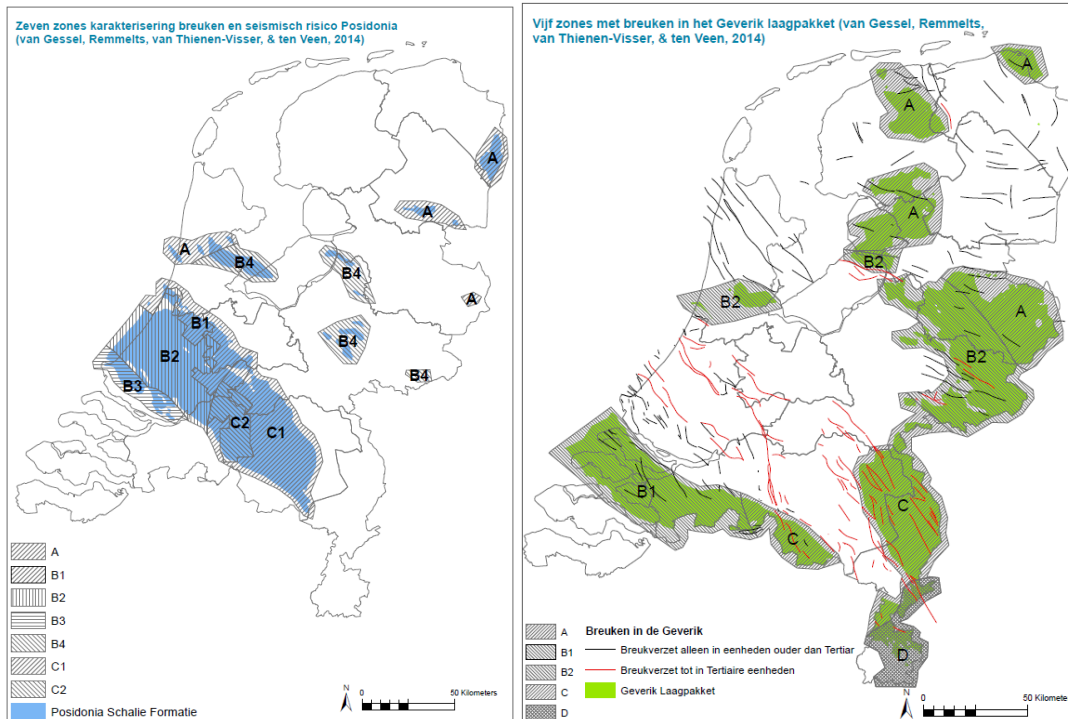 Zeven zones karakterisering breuken en seismisch risico Posidonia
(van Gessel, Remmelts, van Thienen-Visser, & ten Veen, 2014)
A
A
A
B4
B4
A
B4
B1
B2
B3
B4
C2
C1
A
B1
B2
B3
B4
C1
C2
Posidonia Schalie Formatie
N
0 50 Kilometers
Vijf zones met breuken in het Geverik laagpakket (van Gessel, Remmelts,
van Thienen-Visser, & ten Veen, 2014)
A
A
A
B2
B2
A
B2
B1
C
C
D
A Breuken in de Geverik
B1 Breukverzet alleen in eenheden ouder dan Tertiar
B2 Breukverzet tot in Tertiaire eenheden
C Geverik Laagpakket
D
N
0 50 Kilometers